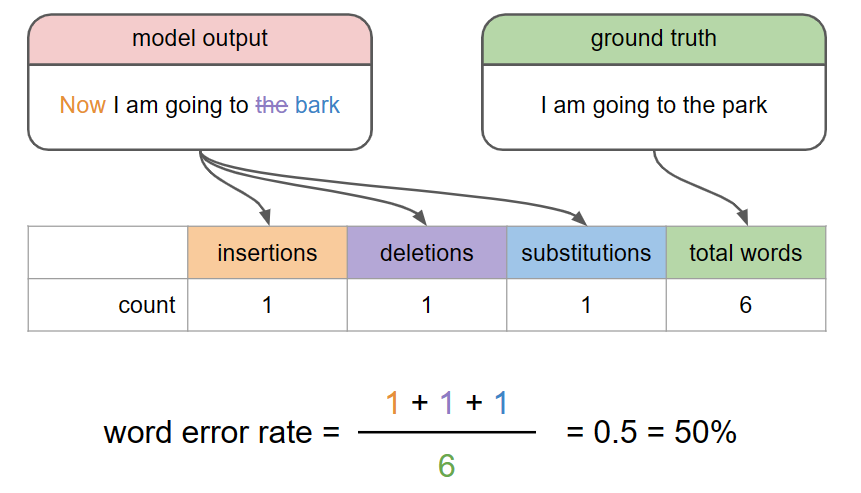 model output
ground truth
Now I am going to the bark
I am going to the park
insertions deletions substitutions total words
count 1 1 1 6
1 + 1 + 1
word error rate = = 0.5 = 50%
6